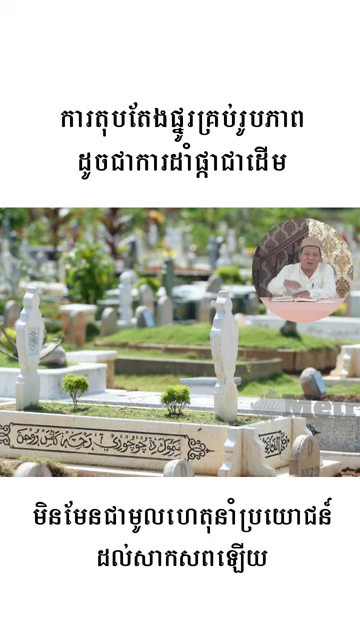 ការតុបតែងផ្នូរគ្រប់រូបភាព
ដូចជាការដាំផ្កាជាដើម
មិនមែនជាមូលហេតុនាំប្រយោជន៍
ដល់សាកសពឡើយ